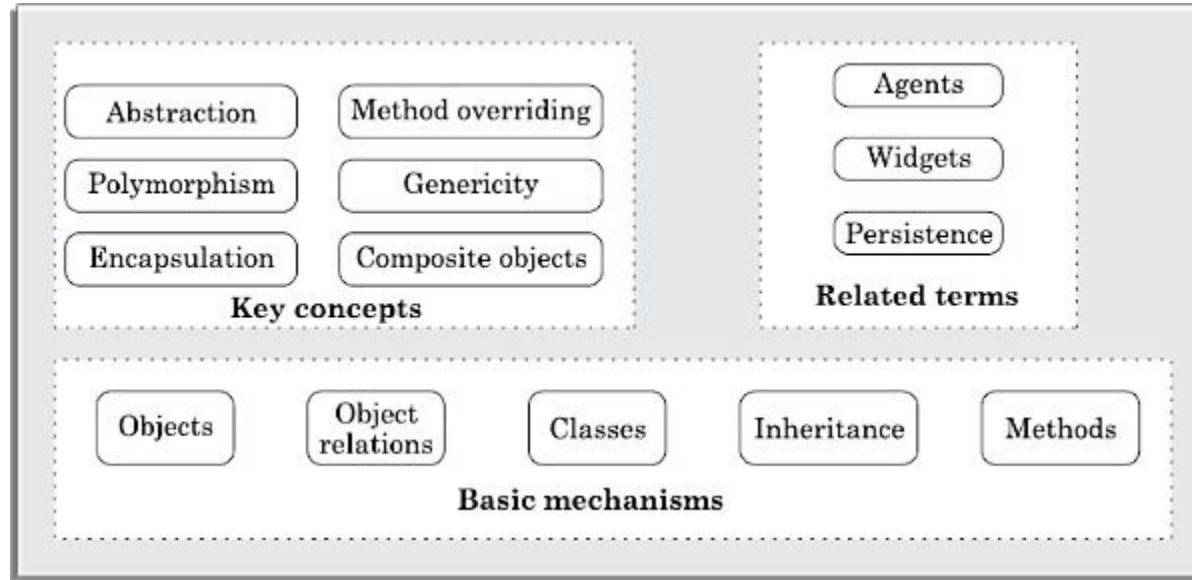 Abstraction
Method overriding
Polymorphism
Genericity
Encapsulation
Composite objects
Key concepts
Agents
Widgets
Persistence
Related terms
Objects
Object
relations
Classes
Inheritance
Methods
Basic mechanisms